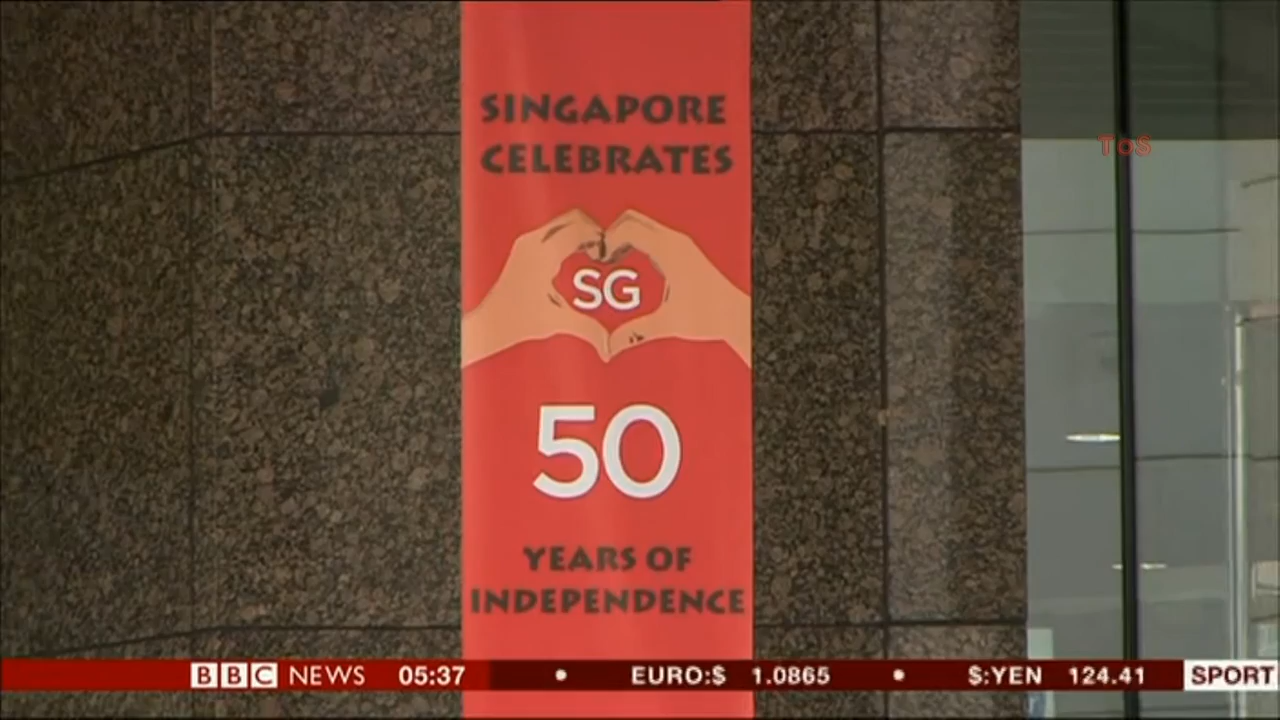 SINGAPORE
CELEBRATES
ToS
SG
50
YEARS OF
INDEPENDENCE
BBC NEWS 05:37 • EURO:$ 1.0865 • $:YEN 124.41 SPORT